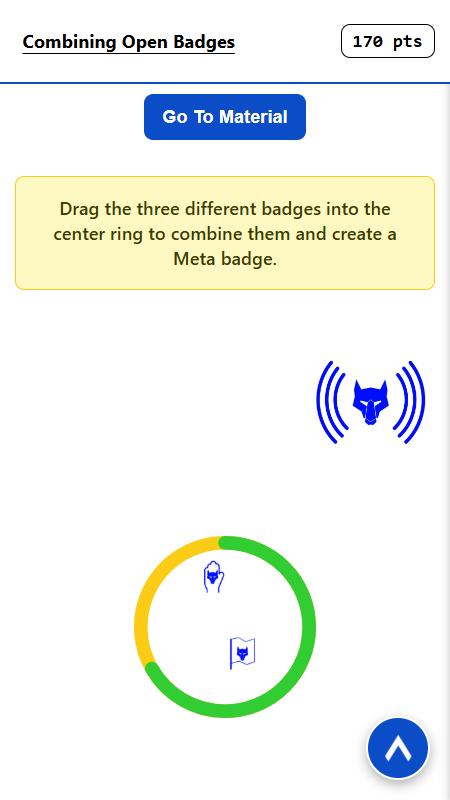 Combining Open Badges
170 pts
Go To Material
Drag the three different badges into the
center ring to combine them and create a
Meta badge.